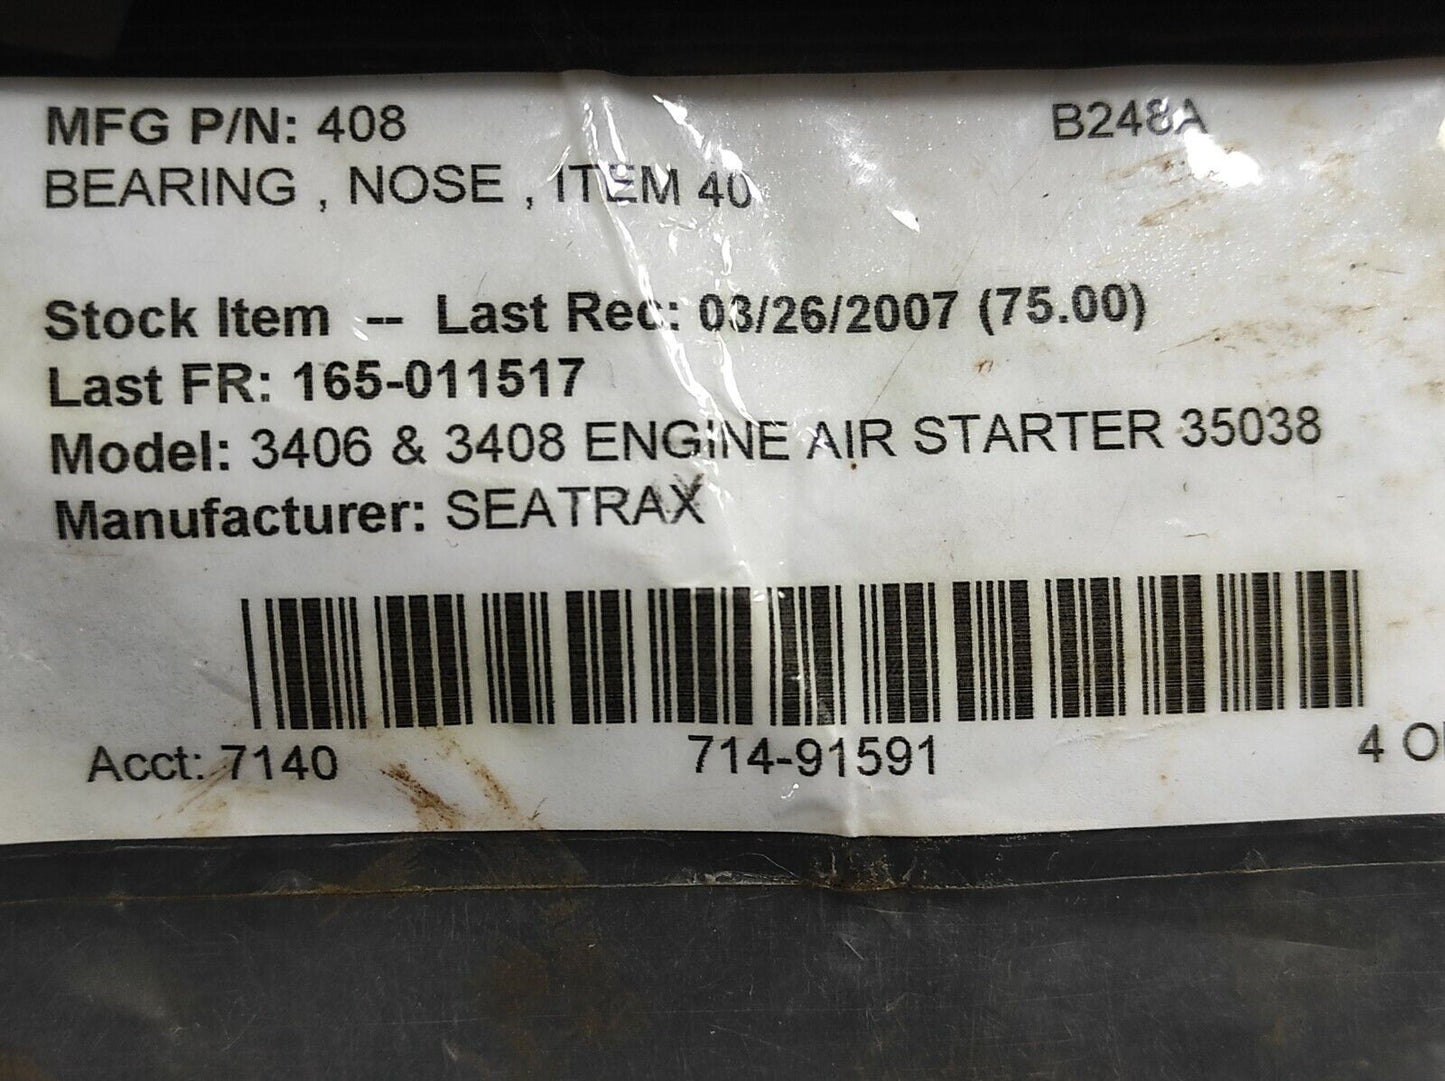 MFG P/N: 408 B248A
BEARING , NOSE , ITEM 40
Stock Item -- Last Rec: 03/26/2007 (75.00)
Last FR: 165-011517
Model: 3406 & 3408 ENGINE AIR STARTER 35038
Manufacturer: SEATRAX
Acct: 7140 714-91591 4